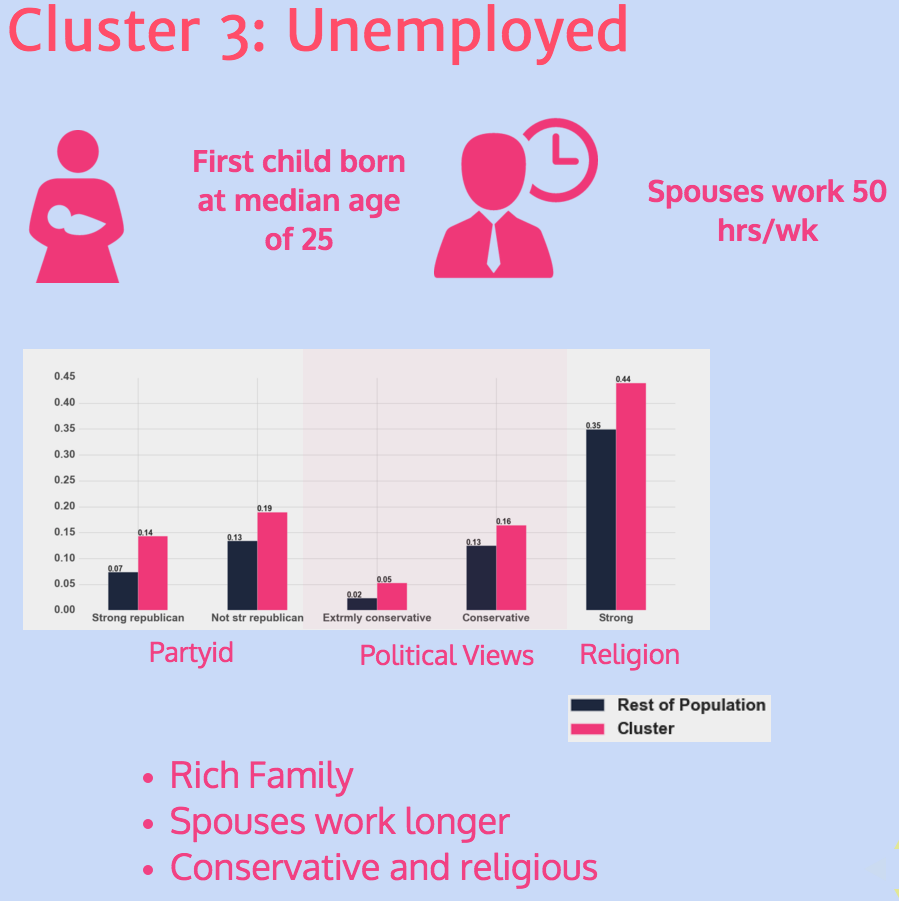 Cluster 3: Unemployed
First child born
at median age
of 25
Spouses work 50
hrs/wk
0.45
0.40
0.35
0.30
0.25
0.20
0.15
0.10
0.05
0.00
0.07
0.14
0.13
0.19
0.02
0.05
0.13
0.16
0.35
0.44
Strong republican
Not str republican
Extrmly conservative
Conservative
Strong
Partyid
Political Views
Religion
Rest of Population
Cluster
• Rich Family
• Spouses work longer
• Conservative and religious